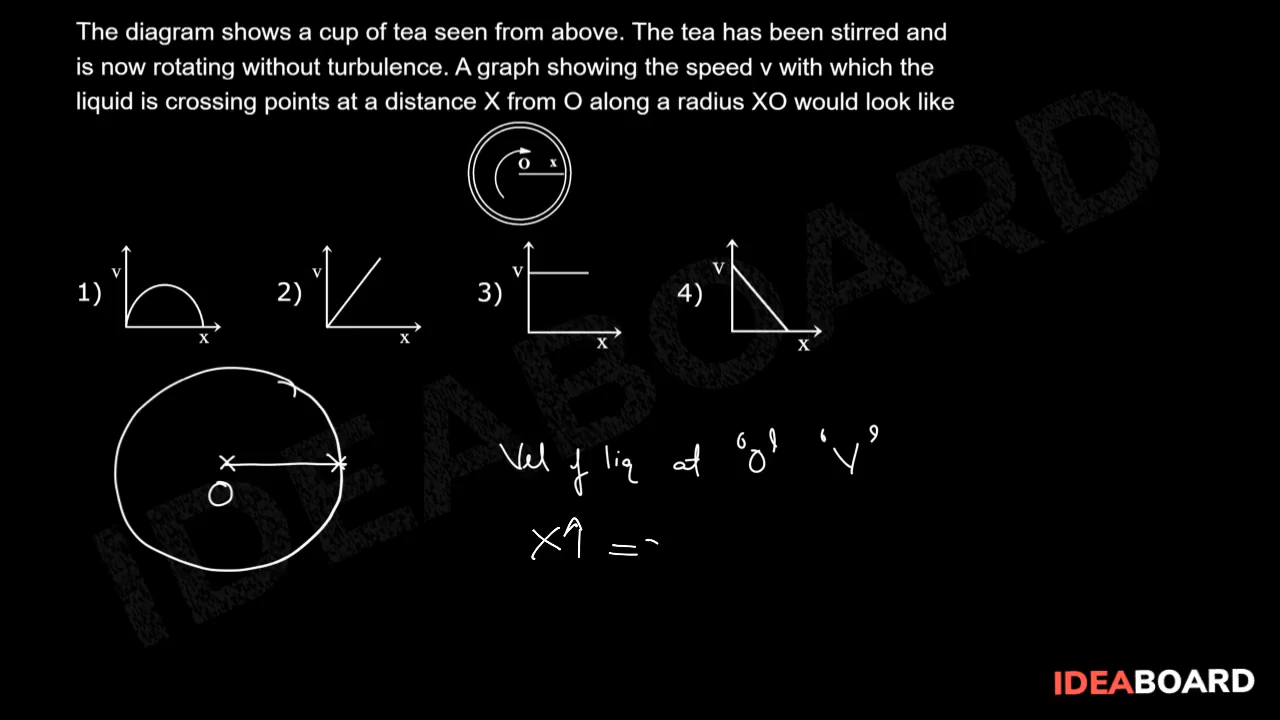 The diagram shows a cup of tea seen from above. The tea has been stirred and
is now rotating without turbulence. A graph showing the speed v with which the
liquid is crossing points at a distance X from O along a radius XO would look like
O x
1) v x
2) v x
3) v x
4) v x
O
Vel of liq at 'O' 'V'
X↑ =
IDEABOARD
IDEABOARD